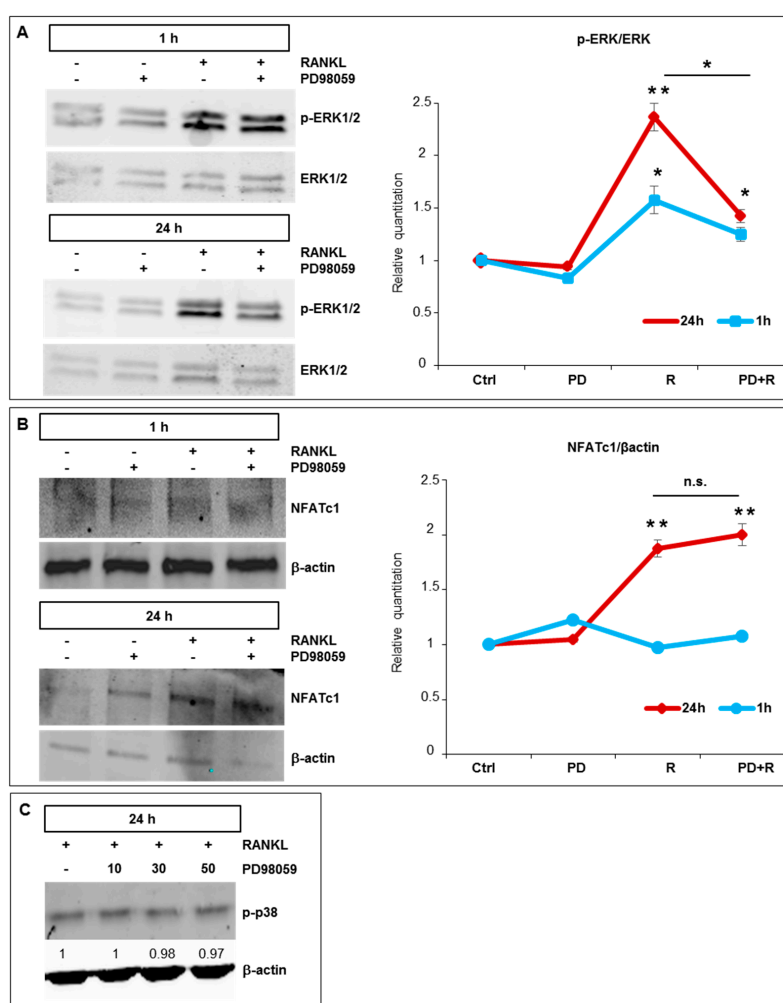 A
1 h
- - + + RANKL
- + - + PD98059
p-ERK1/2
ERK1/2
24 h
- - + + RANKL
- + - + PD98059
p-ERK1/2
ERK1/2
p-ERK/ERK
*
2.5
* *
2
*
*
1.5
1
0.5
0
Relative quantitation
24h 1h
Ctrl PD R PD+R
B
1 h
- - + + RANKL
- + - + PD98059
NFATc1
β-actin
24 h
- - + + RANKL
- + - + PD98059
NFATc1
β-actin
NFATc1/βactin
n.s.
2.5
* * * *
2
1.5
1
0.5
0
Relative quantitation
24h 1h
Ctrl PD R PD+R
C
24 h
+ + + + RANKL
- 10 30 50 PD98059
p-p38
1 1 0.98 0.97
β-actin